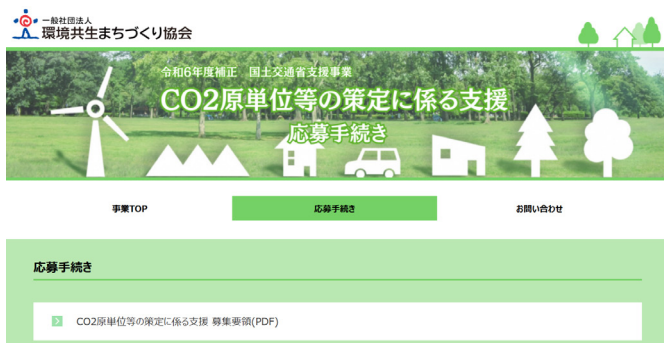 一般社団法人
環境共生まちづくり協会
令和6年度補正 国土交通省支援事業
CO2原単位等の策定に係る支援
応募手続き
事業TOP
応募手続き
お問い合わせ
応募手続き
CO2原単位等の策定に係る支援 募集要領(PDF)